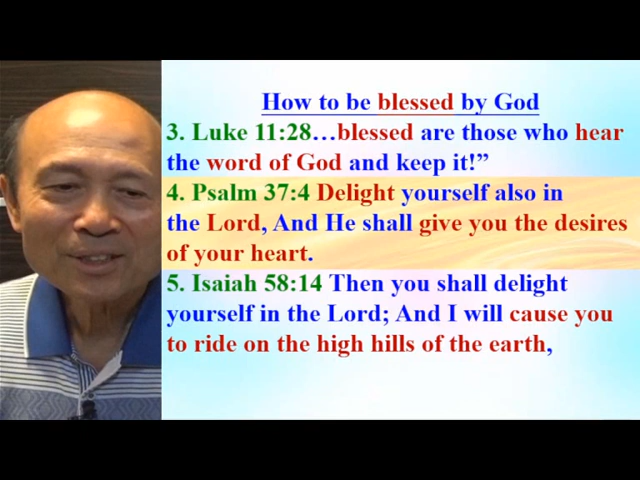 How to be blessed by God
3. Luke 11:28…blessed are those who hear
the word of God and keep it!”
4. Psalm 37:4 Delight yourself also in
the Lord, And He shall give you the desires
of your heart.
5. Isaiah 58:14 Then you shall delight
yourself in the Lord; And I will cause you
to ride on the high hills of the earth,